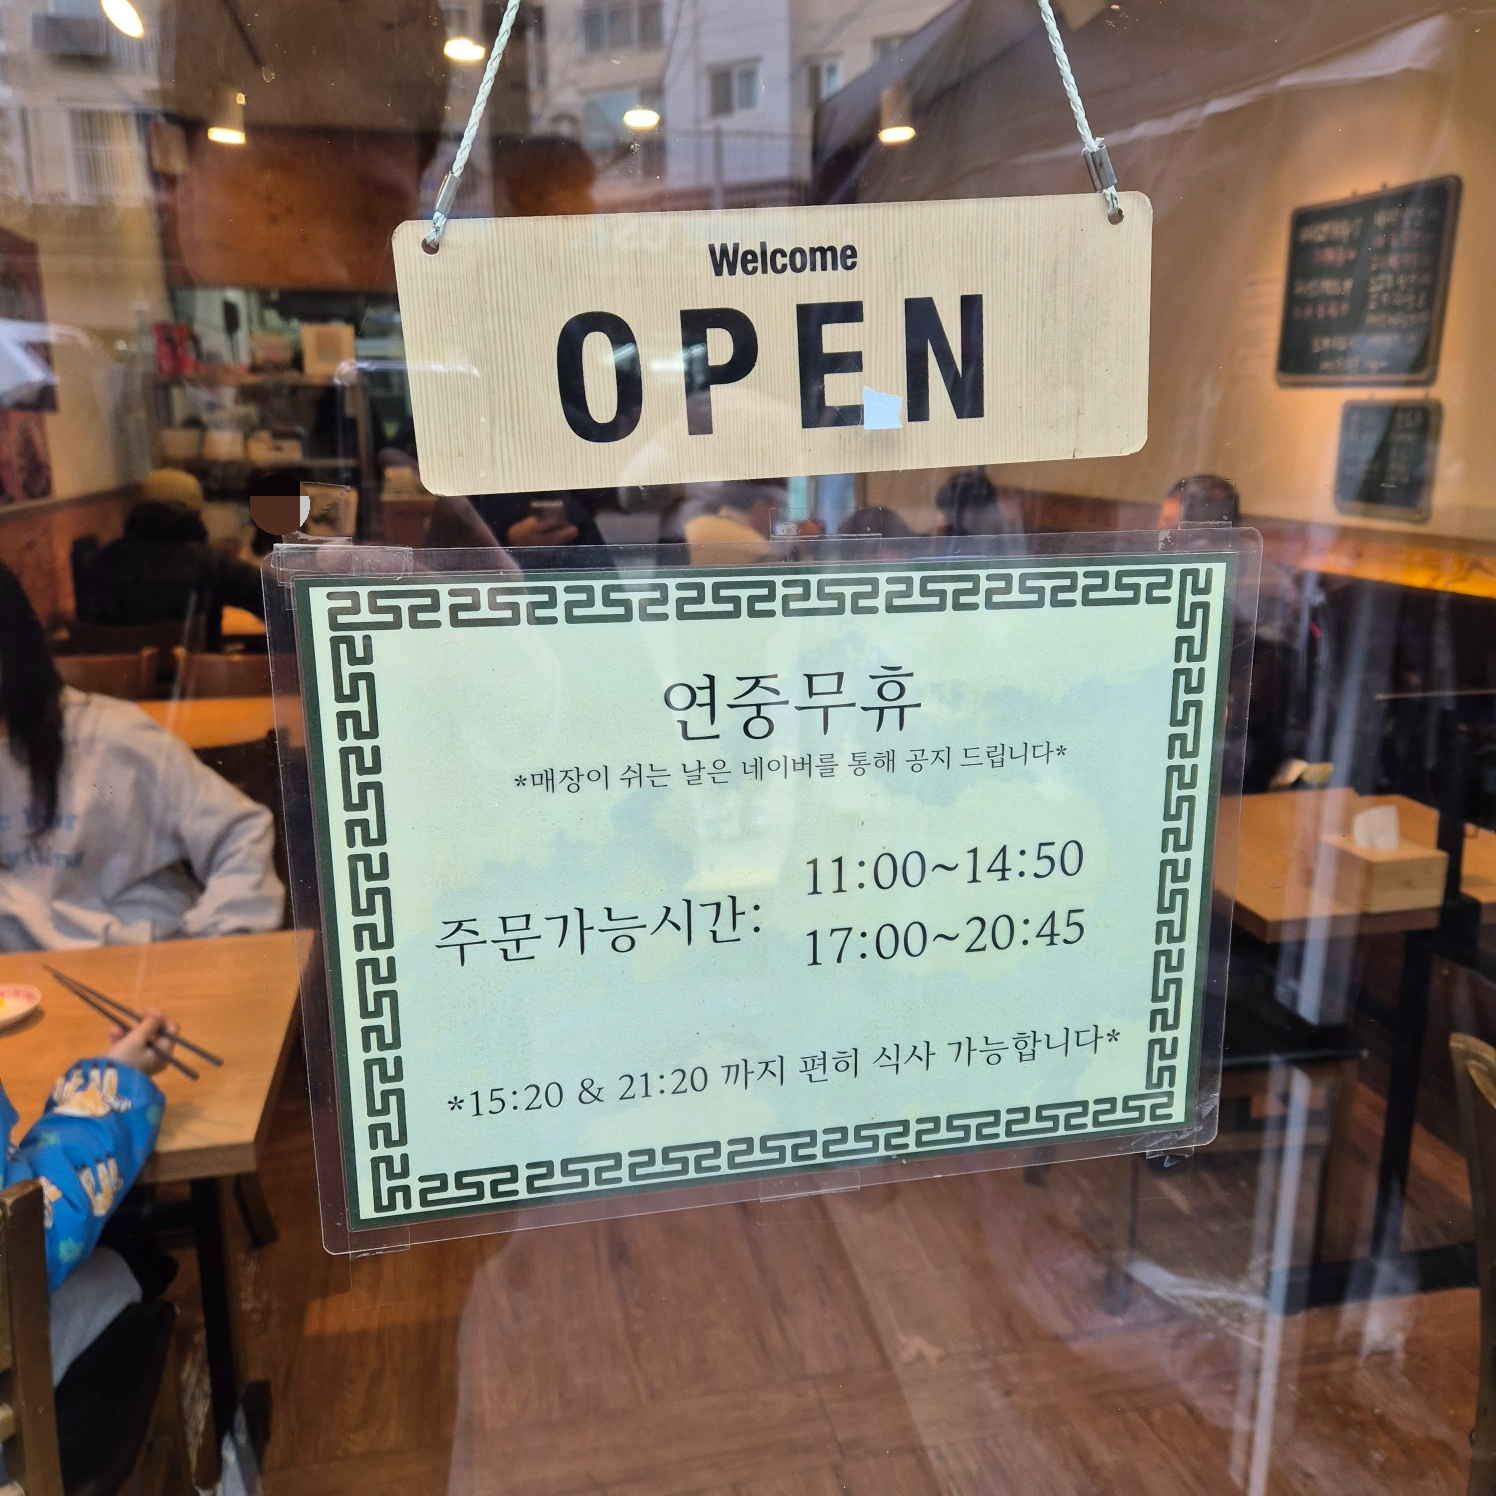 Welcome
OPEN
연중무휴
*매장이 쉬는 날은 네이버를 통해 공지 드립니다*
주문가능시간:
11:00~14:50
17:00~20:45
*15:20 & 21:20 까지 편히 식사 가능합니다*